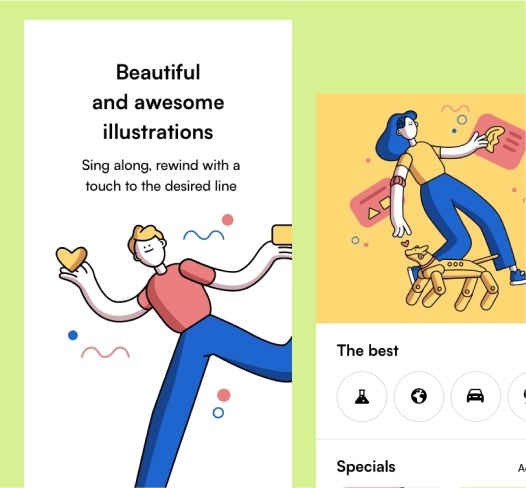 Beautiful
and awesome
illustrations
Sing along, rewind with a
touch to the desired line
The best
Specials